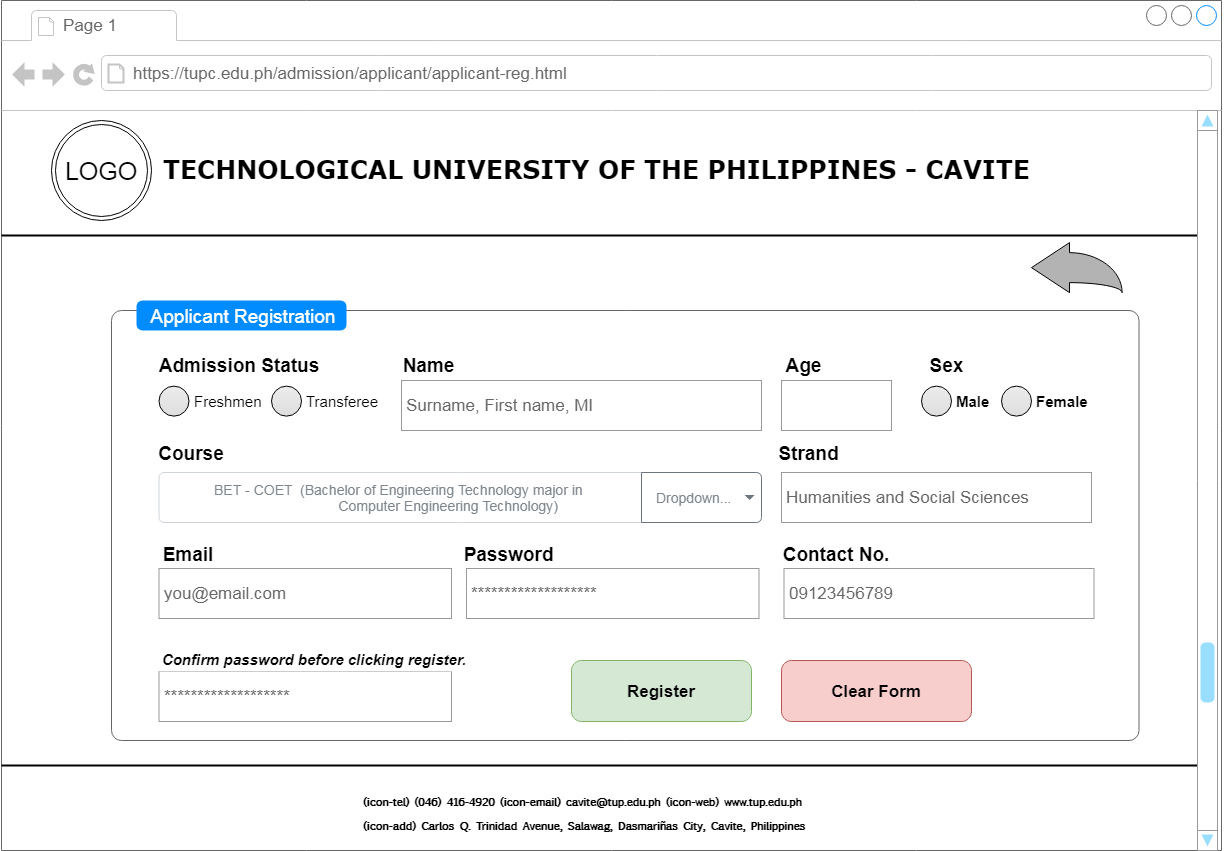 Page 1
https://tupc.edu.ph/admission/applicant/applicant-reg.html
LOGO
TECHNOLOGICAL UNIVERSITY OF THE PHILIPPINES - CAVITE
Applicant Registration
Admission Status Name Age Sex
Freshmen Transferee Surname, First name, MI Male Female
Course Strand
BET - COET (Bachelor of Engineering Technology major in
Computer Engineering Technology)
Dropdown... Humanities and Social Sciences
Email Password Contact No.
you@email.com ******************* 09123456789
Confirm password before clicking register.
******************* Register Clear Form
(icon-tel) (046) 416-4920 (icon-email) cavite@tup.edu.ph (icon-web) www.tup.edu.ph
(icon-add) Carlos Q. Trinidad Avenue, Salawag, Dasmariñas City, Cavite, Philippines